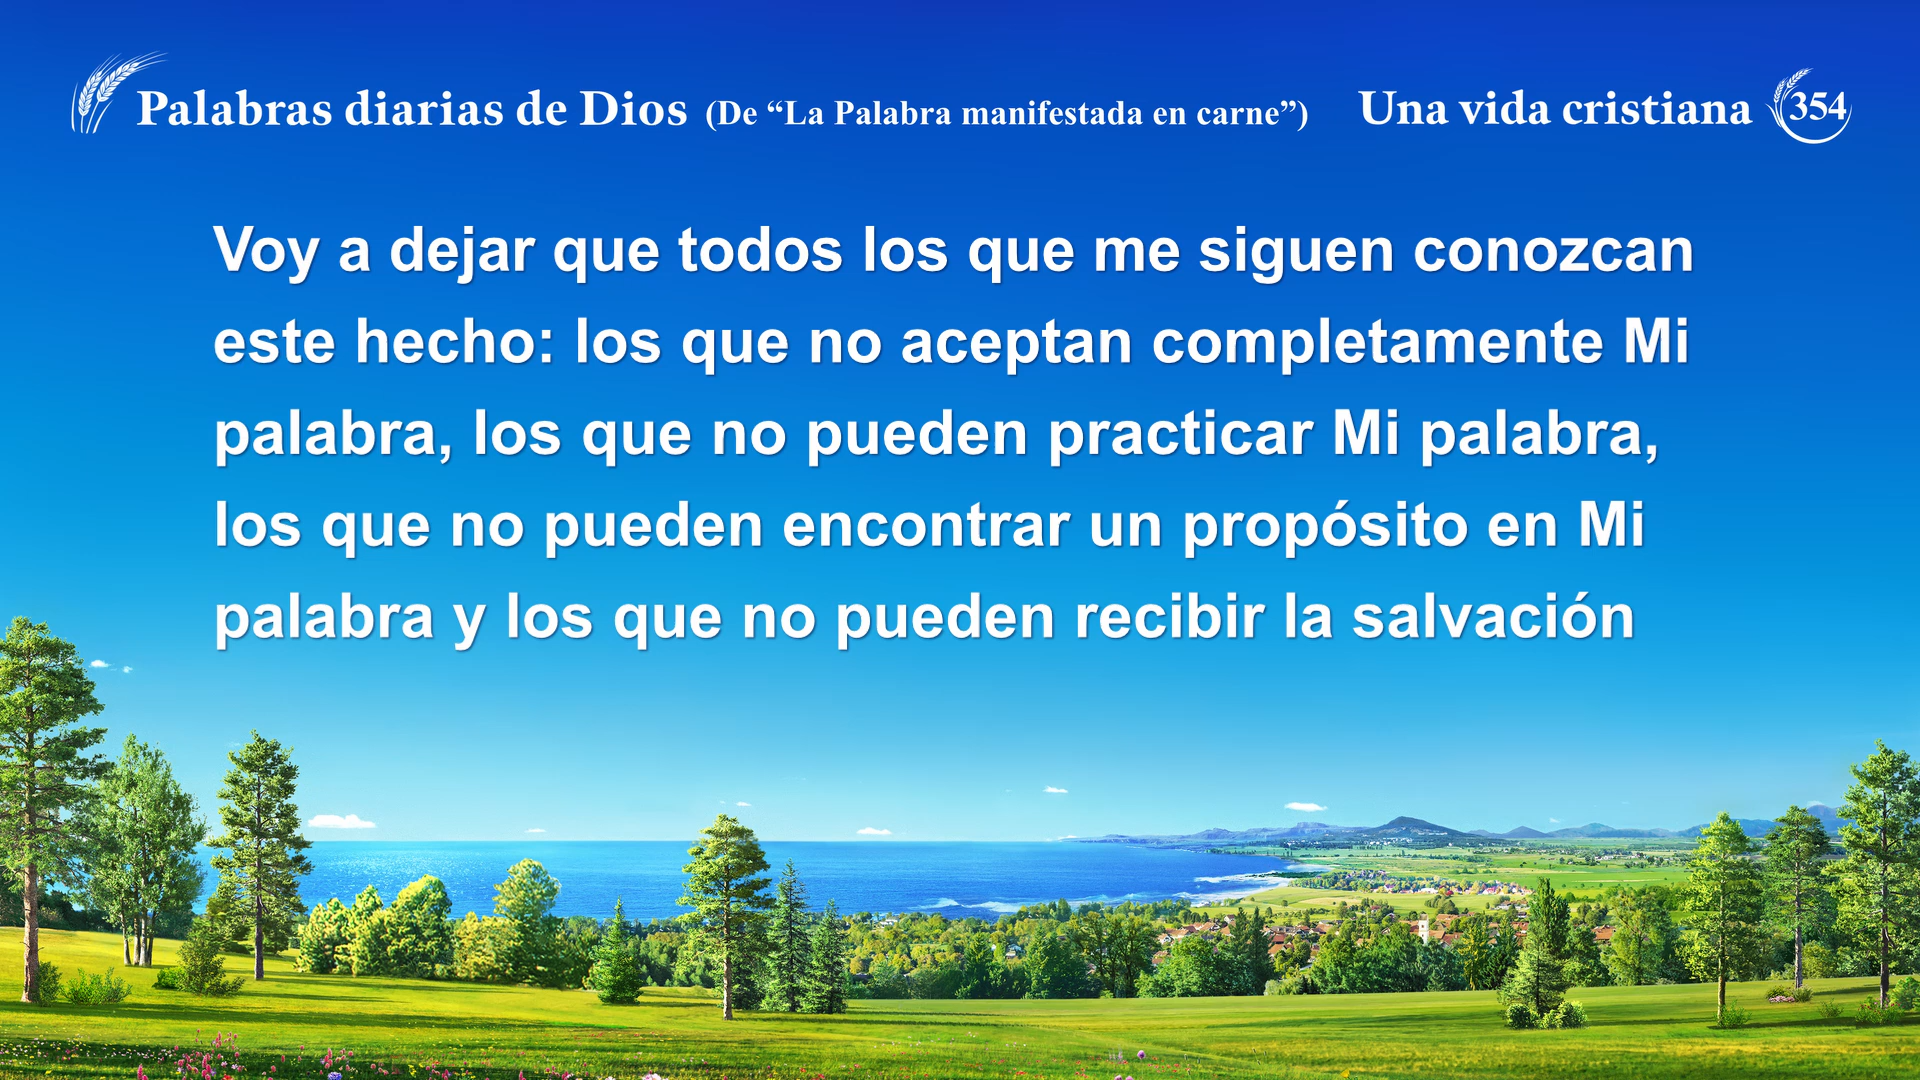 Palabras diarias de Dios (De “La Palabra manifestada en carne”) Una vida cristiana 354
Voy a dejar que todos los que me siguen conozcan
este hecho: los que no aceptan completamente Mi
palabra, los que no pueden practicar Mi palabra,
los que no pueden encontrar un propósito en Mi
palabra y los que no pueden recibir la salvación